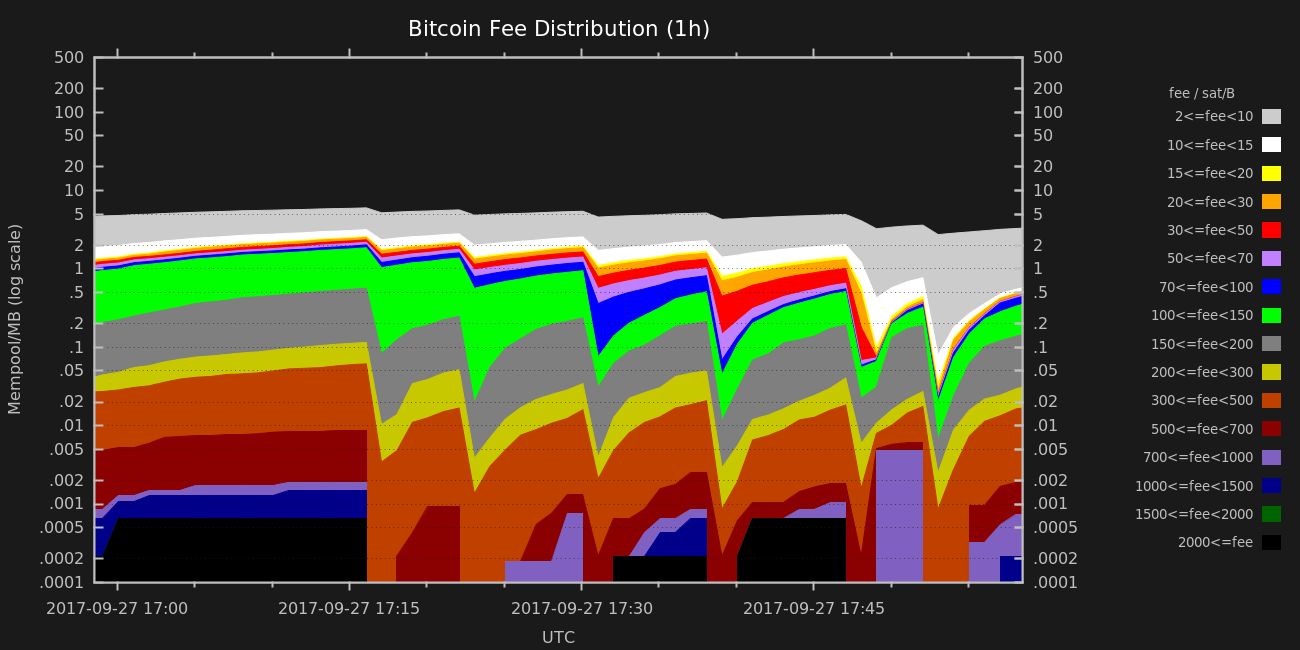 Bitcoin Fee Distribution (1h)
Mempool/MB (log scale)
500
200
100
50
20
10
5
2
1
.5
.2
.1
.05
.02
.01
.005
.002
.001
.0005
.0002
.0001
500
200
100
50
20
10
5
2
1
.5
.2
.1
.05
.02
.01
.005
.002
.001
.0005
.0002
.0001
2017-09-27 17:00
2017-09-27 17:15
2017-09-27 17:30
2017-09-27 17:45
UTC
fee / sat/B
2<=fee<10
10<=fee<15
15<=fee<20
20<=fee<30
30<=fee<50
50<=fee<70
70<=fee<100
100<=fee<150
150<=fee<200
200<=fee<300
300<=fee<500
500<=fee<700
700<=fee<1000
1000<=fee<1500
1500<=fee<2000
2000<=fee